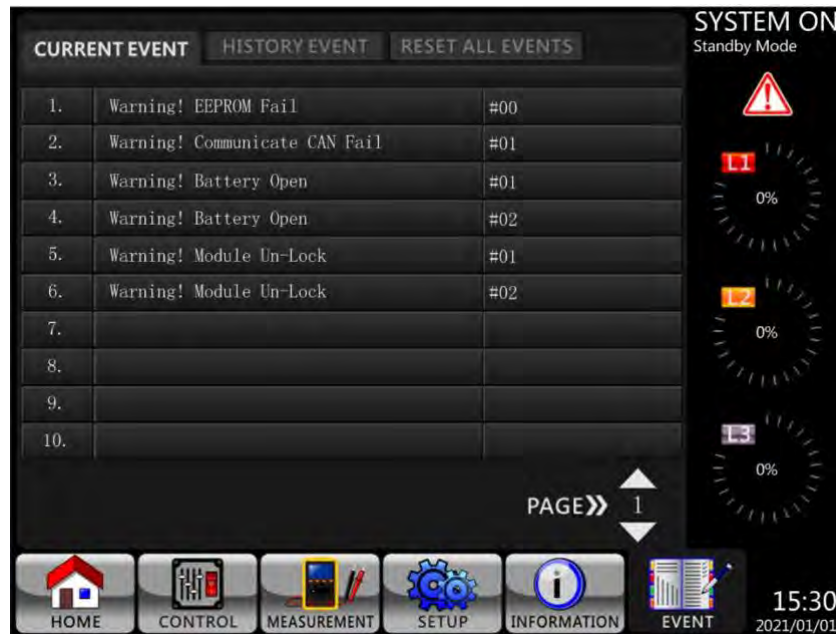 SYSTEM ON
Standby Mode
CURRENT EVENT HISTORY EVENT RESET ALL EVENTS
1. Warning! EEPROM Fail #00
2. Warning! Communicate CAN Fail #01
3. Warning! Battery Open #01
4. Warning! Battery Open #02
5. Warning! Module Un-Lock #01
6. Warning! Module Un-Lock #02
7.
8.
9.
10.
L1
0%
L2
0%
L3
0%
PAGE 1
HOME CONTROL MEASUREMENT SETUP INFORMATION EVENT
15:30
2021/01/01